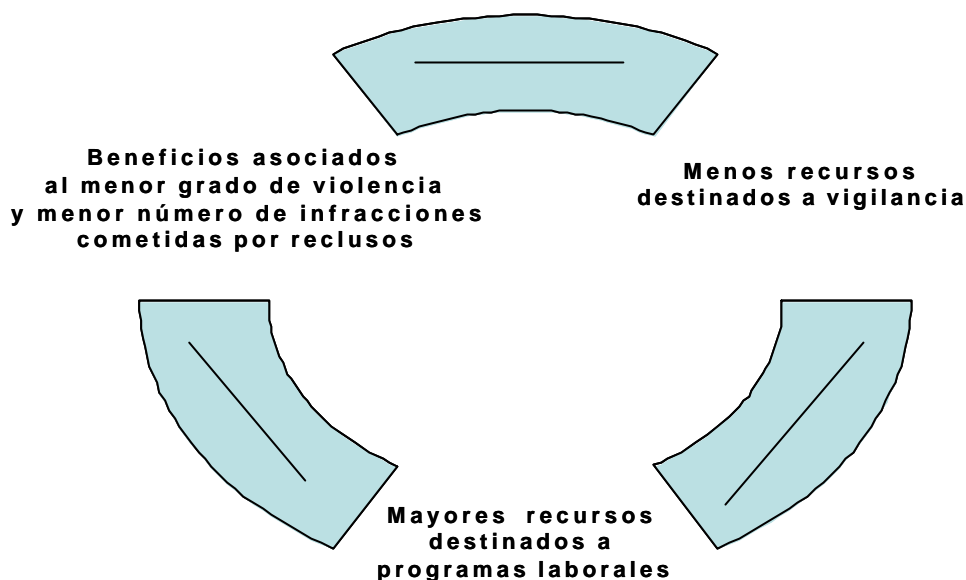 Beneficios asociados
al menor grado de violencia
y menor número de infracciones
cometidas por reclusos
Menos recursos
destinados a vigilancia
Mayores recursos
destinados a
programas laborales